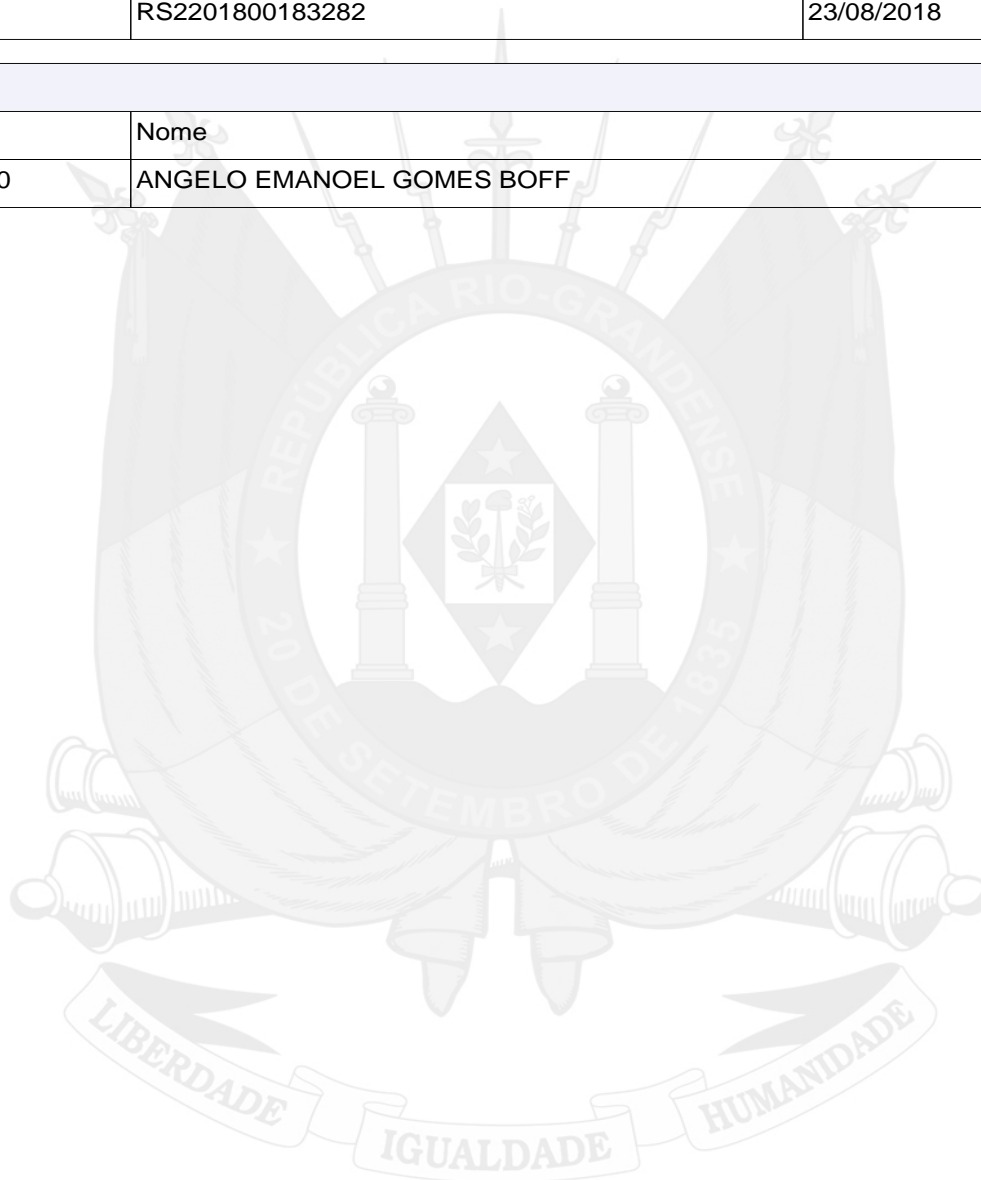 RS2201800183282 23/08/2018
Nome
0 ANGELO EMANOEL GOMES BOFF
REPÚBLICA RIO-GRANDENSE
★ 20 DE SETEMBRO DE 1835 ★
LIBERDADE IGUALDADE HUMANIDADE